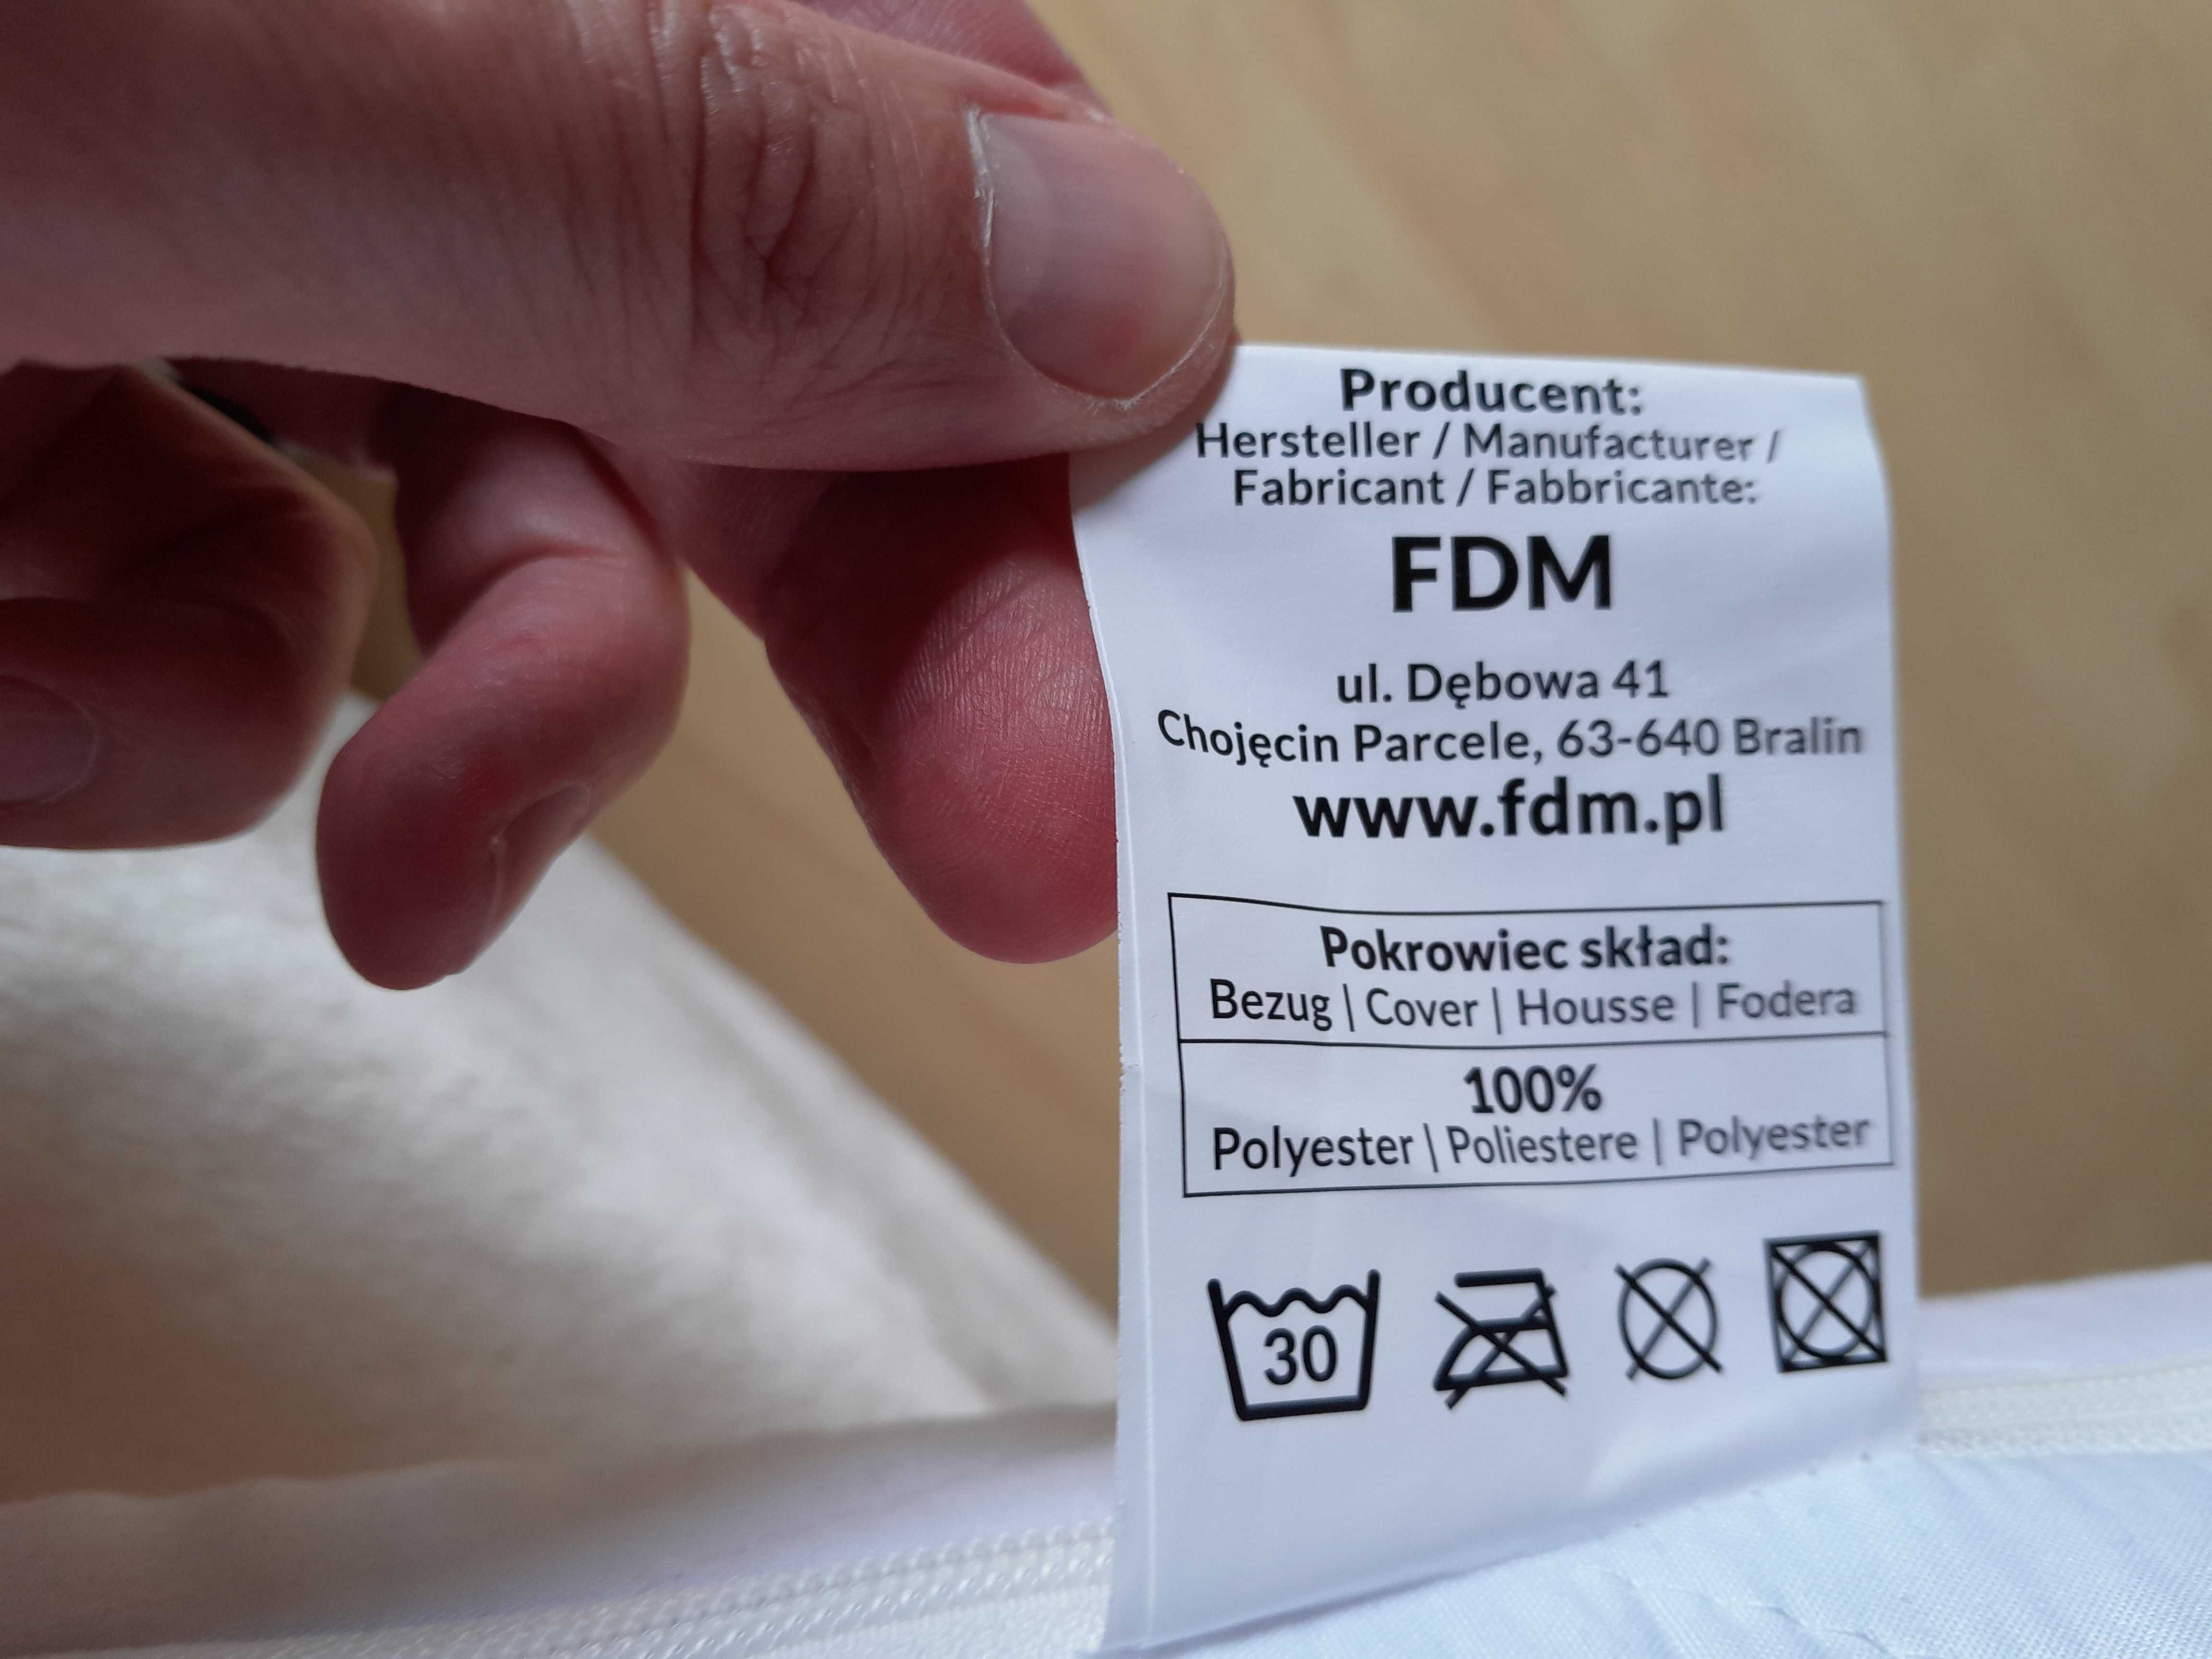 Producent:
Hersteller / Manufacturer /
Fabricant / Fabbricante:
FDM
ul. Dębowa 41
Chojęcin Parcele, 63-640 Bralin
www.fdm.pl
Pokrowiec skład:
Bezug | Cover | Housse | Fodera
100%
Polyester | Poliestere | Polyester
30